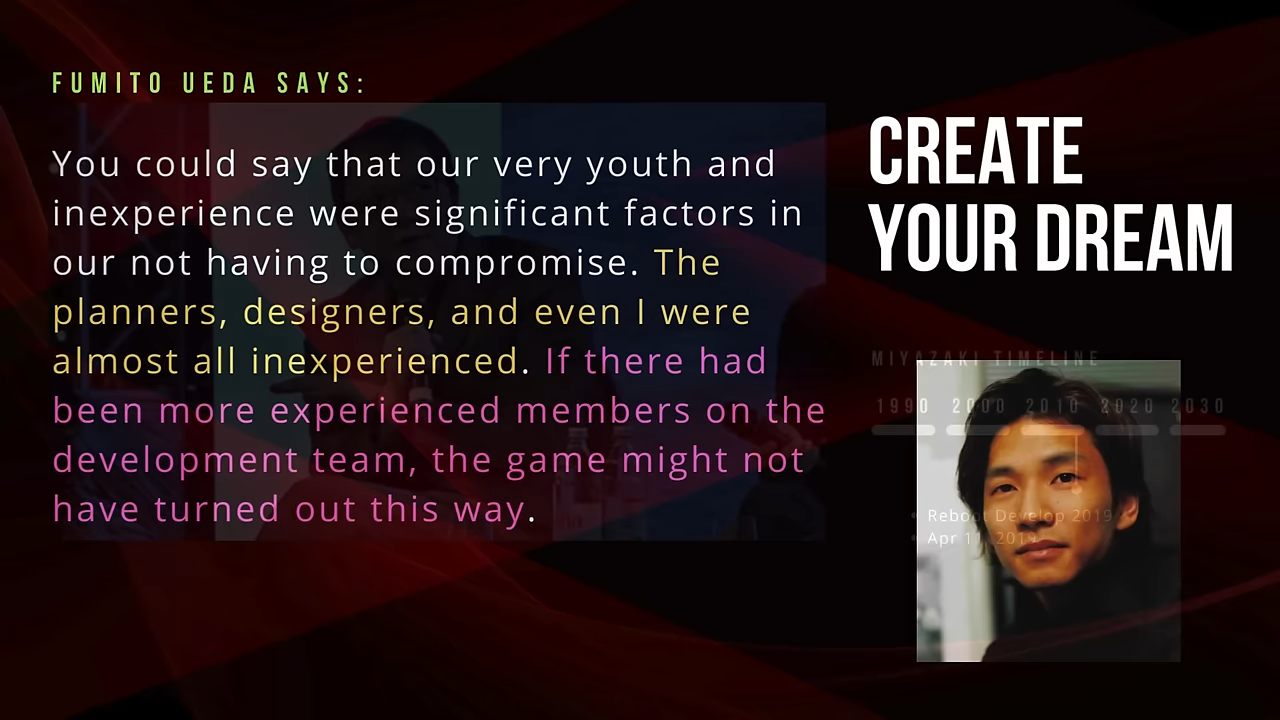 FUMITO UEDA SAYS:
You could say that our very youth and
inexperience were significant factors in
our not having to compromise. The
planners, designers, and even I were
almost all inexperienced. If there had
been more experienced members on the
development team, the game might not
have turned out this way.
CREATE
YOUR DREAM
MIYAZAKI TIMELINE
1990 2000 2010 2020 2030
Reboot Develop 2019
Apr 11, 2019